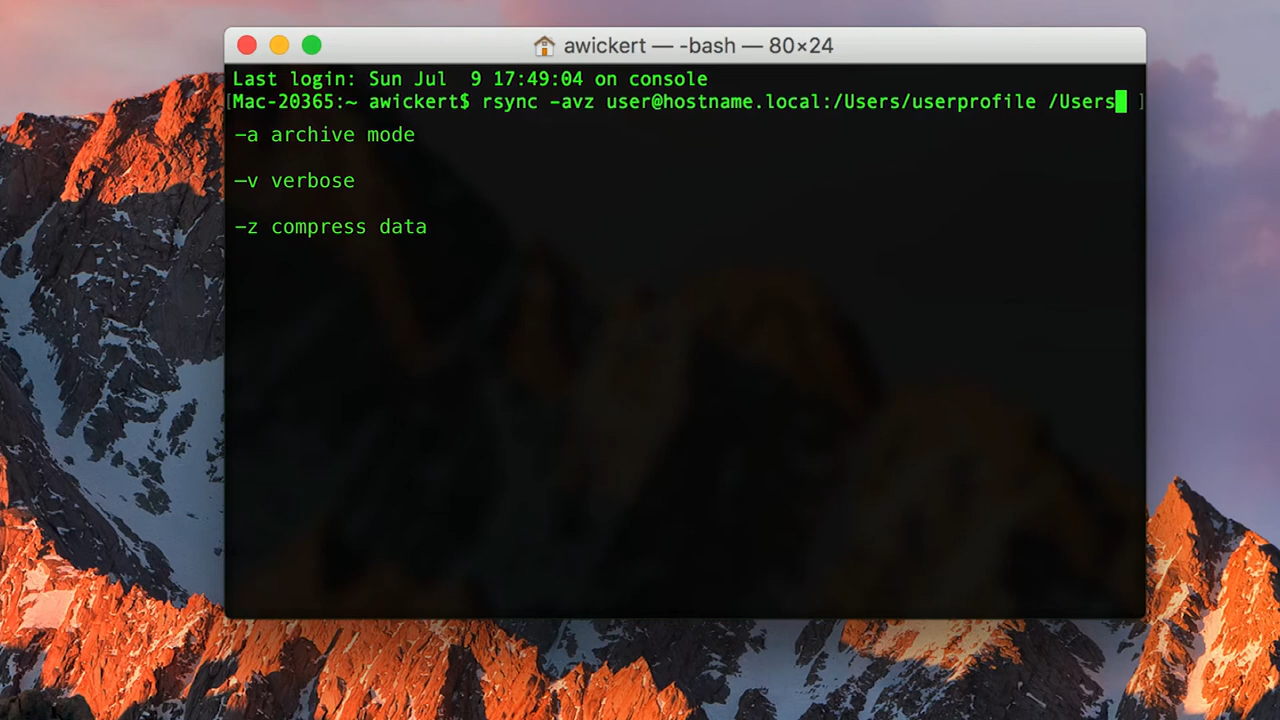 awickert — -bash — 80×24
Last login: Sun Jul  9 17:49:04 on console
[Mac-20365:~ awickert$ rsync -avz user@hostname.local:/Users/userprofile /Users ]
-a archive mode
-v verbose
-z compress data